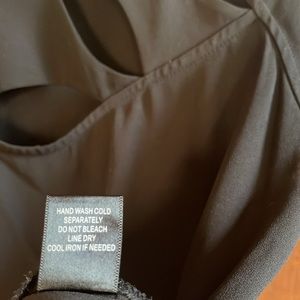 HAND WASH COLD
SEPARATELY
DO NOT BLEACH
LINE DRY
COOL IRON IF NEEDED